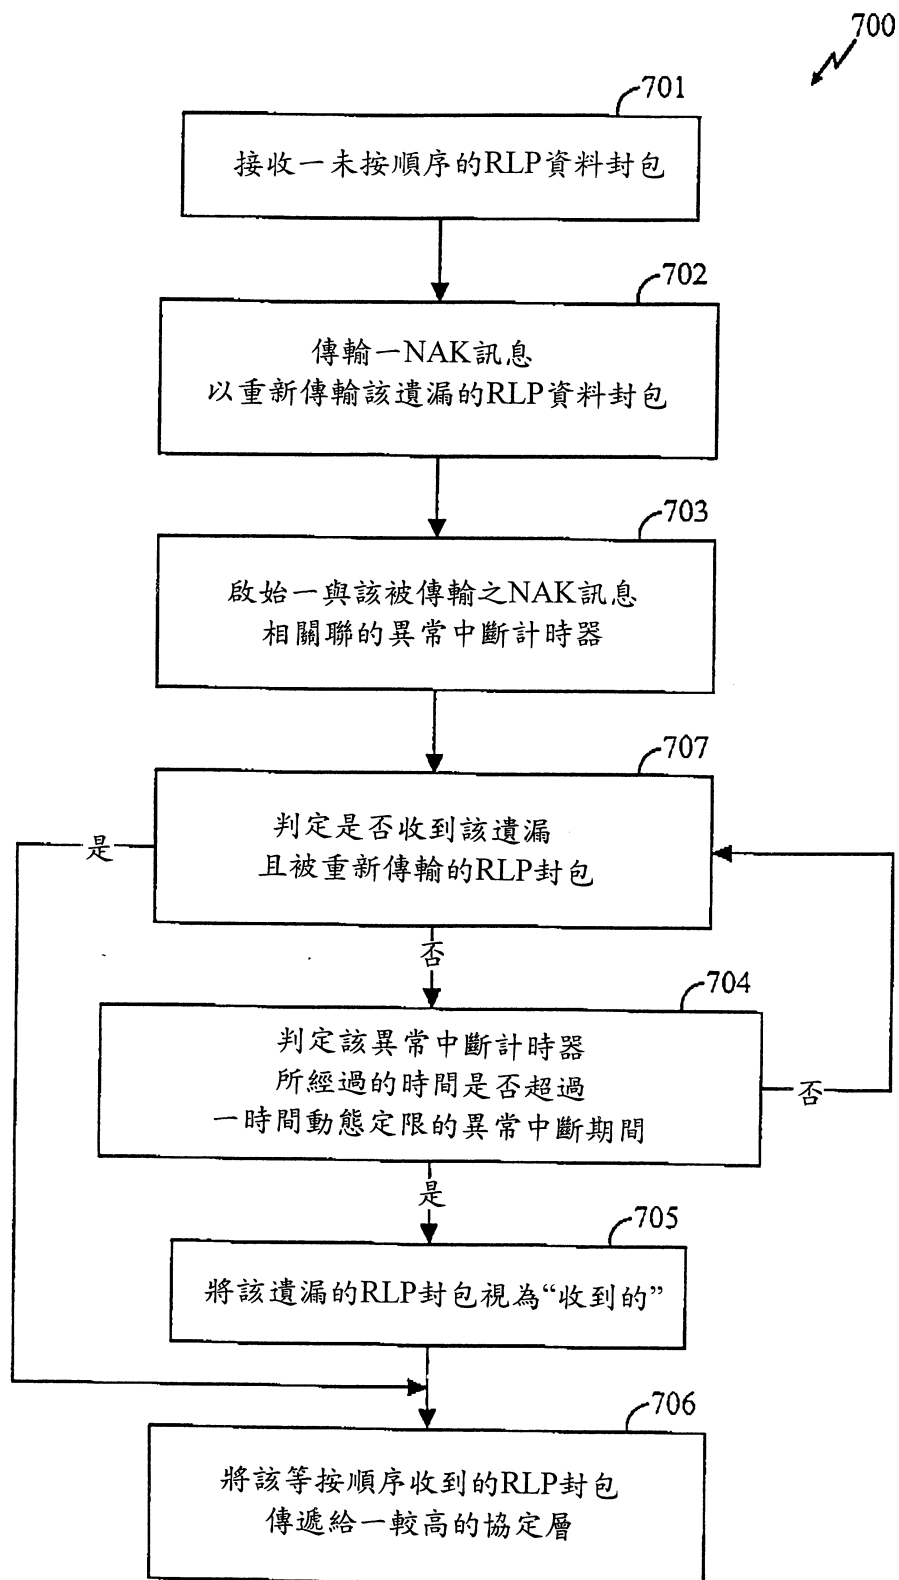 700
701
接收一未按順序的RLP資料封包
702
傳輸一NAK訊息
以重新傳輸該遺漏的RLP資料封包
703
啟始一與該被傳輸之NAK訊息
相關聯的異常中斷計時器
707
判定是否收到該遺漏
且被重新傳輸的RLP封包
是
否
704
判定該異常中斷計時器
所經過的時間是否超過
一時間動態定限的異常中斷期間
否
是
705
將該遺漏的RLP封包視為“收到的”
706
將該等按順序收到的RLP封包
傳遞給一較高的協定層